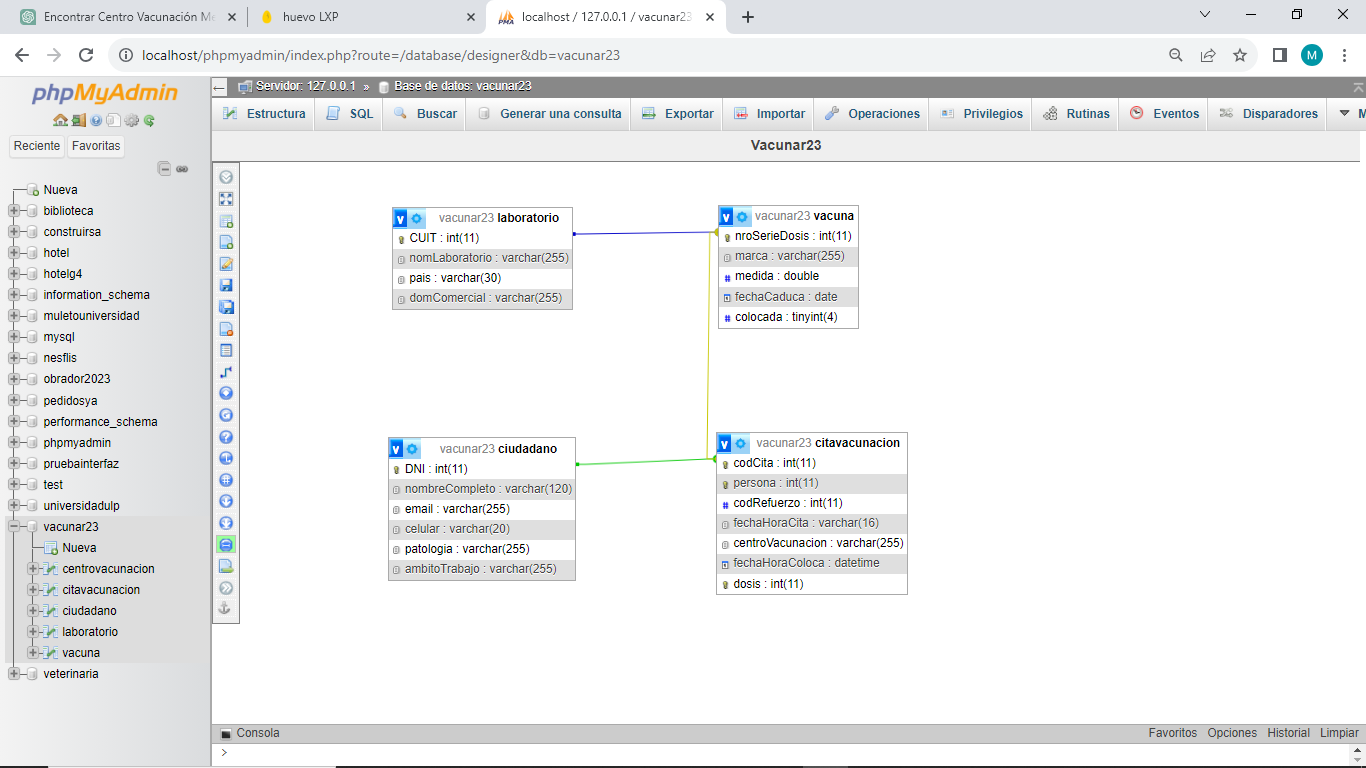 Encontrar Centro Vacunación Me
huevo LXP
localhost / 127.0.0.1 / vacunar23
localhost/phpmyadmin/index.php?route=/database/designer&db=vacunar23
M
phpMyAdmin
Reciente
Favoritas
Nueva
biblioteca
construirsa
hotel
hotelg4
information_schema
muletouniversidad
mysql
nesflis
obrador2023
pedidosya
performance_schema
phpmyadmin
pruebainterfaz
test
universidadulp
vacunar23
Nueva
centrovacunacion
citavacunacion
ciudadano
laboratorio
vacuna
veterinaria
Servidor: 127.0.0.1 » Base de datos: vacunar23
Estructura
SQL
Buscar
Generar una consulta
Exportar
Importar
Operaciones
Privilegios
Rutinas
Eventos
Disparadores
Vacunar23
vacunar23 laboratorio
CUIT : int(11)
nomLaboratorio : varchar(255)
pais : varchar(30)
domComercial : varchar(255)
vacunar23 vacuna
nroSerieDosis : int(11)
marca : varchar(255)
medida : double
fechaCaduca : date
colocada : tinyint(4)
vacunar23 ciudadano
DNI : int(11)
nombreCompleto : varchar(120)
email : varchar(255)
celular : varchar(20)
patologia : varchar(255)
ambitoTrabajo : varchar(255)
vacunar23 citavacunacion
codCita : int(11)
persona : int(11)
codRefuerzo : int(11)
fechaHoraCita : varchar(16)
centroVacunacion : varchar(255)
fechaHoraColoca : datetime
dosis : int(11)
Consola
Favoritos
Opciones
Historial
Limpiar
>